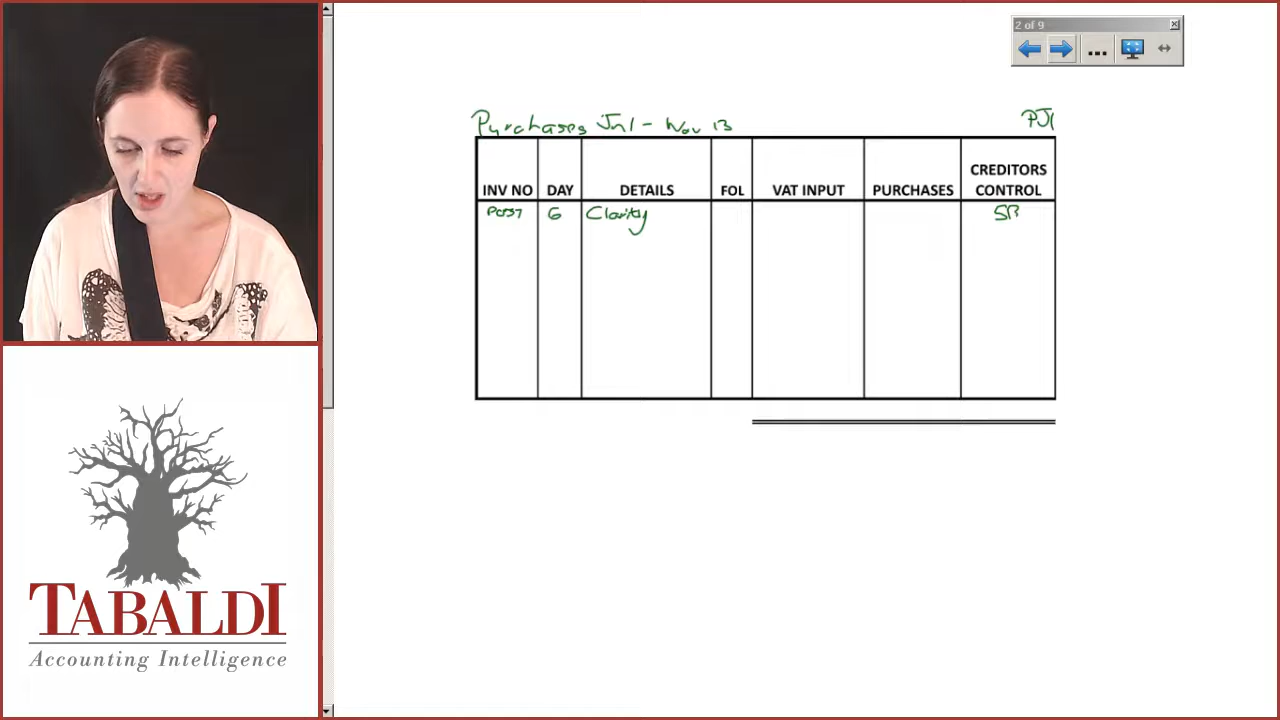 2 of 9
Purchases Jnl - Nov 13
PJ1
INV NO DAY DETAILS FOL VAT INPUT PURCHASES CREDITORS CONTROL
6 Clarity
TABALDI
Accounting Intelligence